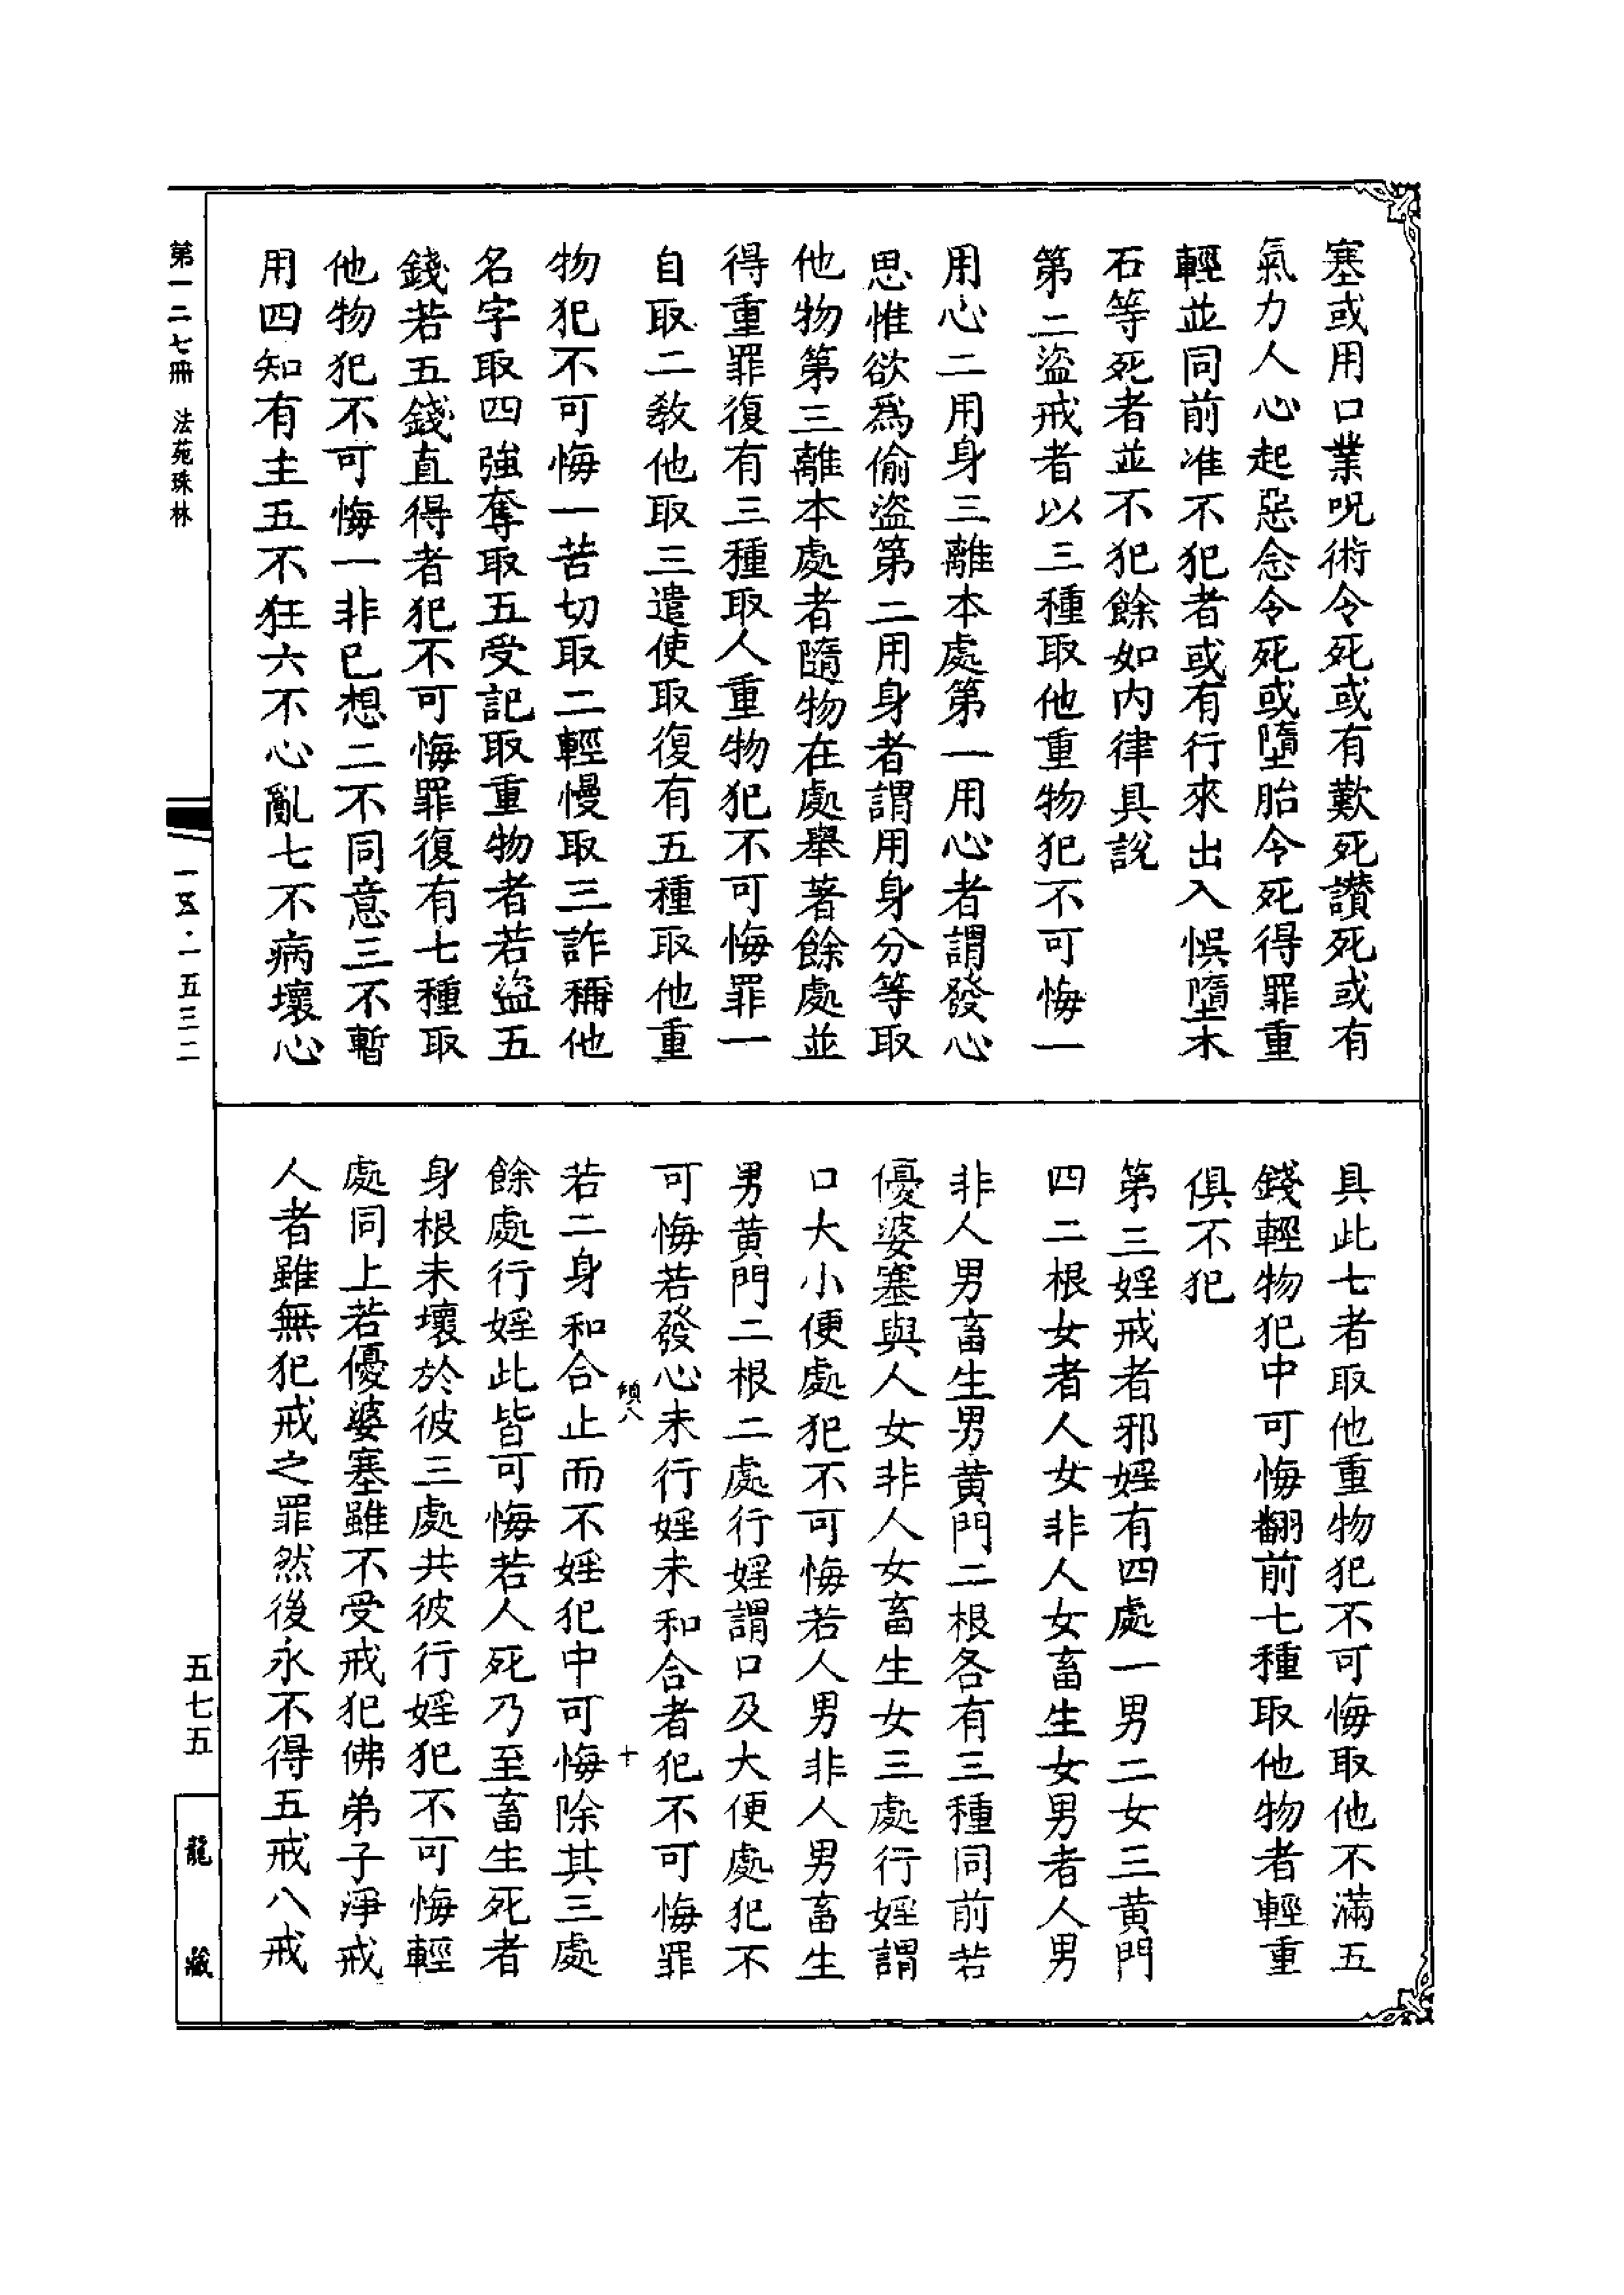 塞或用口業呪術令死或有歎死讃死或有
氣力人心起惡念令死或墮胎令死得罪重
輕並同前准不犯者或有行來出入悞墮木
石等死者並不犯餘如内律具説
第二盜戒者以三種取他重物犯不可悔一
用心二用身三離本處第一用心者謂發心
思惟欲爲偷盜第二用身者謂用身分等取
他物第三離本處者隨物在處舉著餘處並
得重罪復有三種取人重物犯不可悔罪一
自取二教他取三遣使取復有五種取他重
物犯不可悔一苦切取二輕慢取三詐稱他
名字取四強奪取五受記取重物者若盜五
錢若五錢直得者犯不可悔罪復有七種取
他物犯不可悔一非已想二不同意三不暫
用四知有主五不狂六不心亂七不病壞心
具此七者取他重物犯不可悔取他不滿五
錢輕物犯中可悔翻前七種取他物者輕重
俱不犯
第三婬戒者邪婬有四處一男二女三黃門
四二根女者人女非人女畜生女男者人男
非人男畜生男黃門二根各有三種同前若
優婆塞與人女非人女畜生女三處行婬謂
口大小便處犯不可悔若人男非人男畜生
男黃門二根二處行婬謂口及大便處犯不
可悔若發心未行婬未和合者犯不可悔罪
傾八
十
若二身和合止而不婬犯中可悔除其三處
餘處行婬此皆可悔若人死乃至畜生死者
身根未壞於彼三處共彼行婬犯不可悔輕
處同上若優婆塞雖不受戒犯佛弟子淨戒
人者雖無犯戒之罪然後永不得五戒八戒
第一二七冊 法苑珠林
一五·一五三二
五七五
龍藏